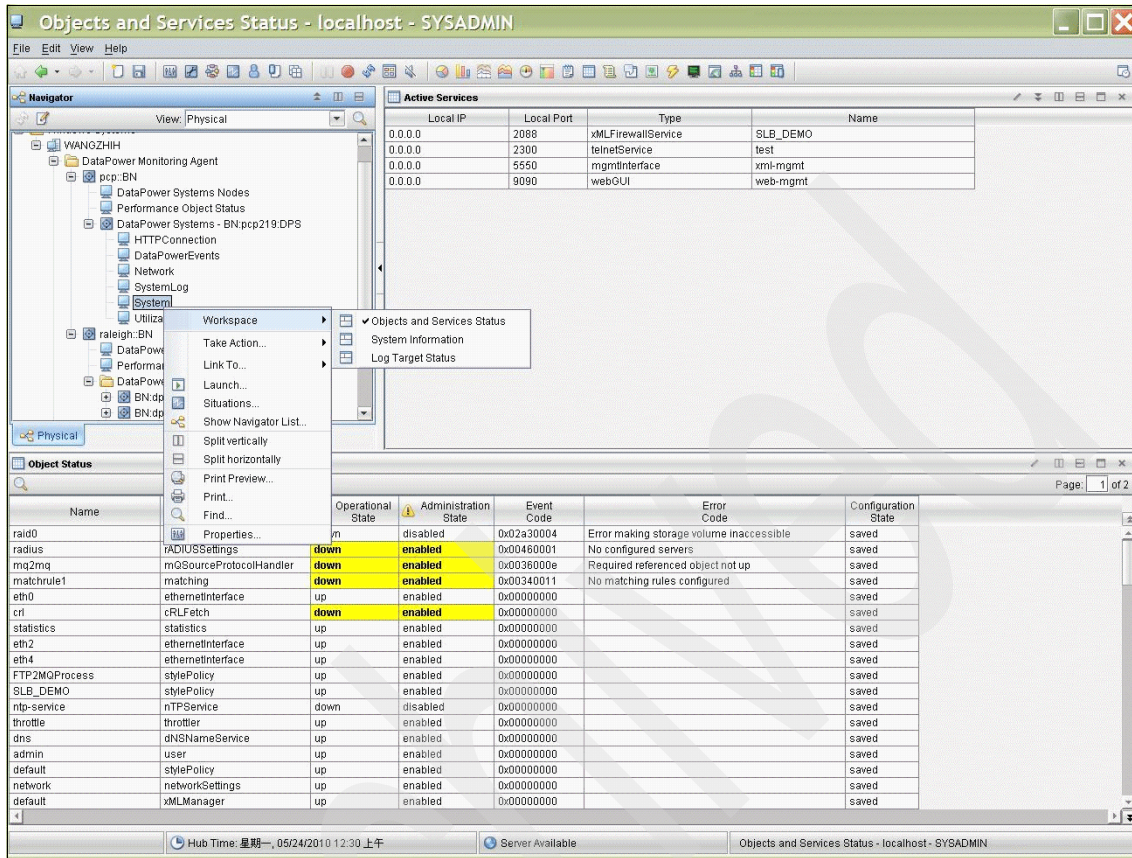 Objects and Services Status - localhost - SYSADMIN
File Edit View Help
Navigator
View: Physical
WANGZHIH
DataPower Monitoring Agent
pcp::BN
DataPower Systems Nodes
Performance Object Status
DataPower Systems - BN:pcp219:DPS
HTTPConnection
DataPowerEvents
Network
SystemLog
System
Utiliza
raleigh::BN
DataPowe
Performa
DataPowe
BN:dp
BN:dp
Physical
Workspace
Take Action...
Link To...
Launch...
Situations...
Show Navigator List...
Split vertically
Split horizontally
Print Preview...
Print...
Find...
Properties...
Objects and Services Status
System Information
Log Target Status
Active Services
Local IP Local Port Type Name
0.0.0.0 2088 xMLFirewallService SLB_DEMO
0.0.0.0 2300 telnetService test
0.0.0.0 5550 mgmtInterface xml-mgmt
0.0.0.0 9090 webGUI web-mgmt
Object Status
Page: 1 of 2
Name Operational State Administration State Event Code Error Code Configuration State
raid0 disabled 0x02a30004 Error making storage volume inaccessible saved
radius rADIUSSettings down enabled 0x00460001 No configured servers saved
mq2mq mQSourceProtocolHandler down enabled 0x0036000e Required referenced object not up saved
matchrule1 matching down enabled 0x00340011 No matching rules configured saved
eth0 ethernetInterface up enabled 0x00000000 saved
crl cRLFetch down enabled 0x00000000 saved
statistics statistics up enabled 0x00000000 saved
eth2 ethernetInterface up enabled 0x00000000 saved
eth4 ethernetInterface up enabled 0x00000000 saved
FTP2MQProcess stylePolicy up enabled 0x00000000 saved
SLB_DEMO stylePolicy up enabled 0x00000000 saved
ntp-service nTPService down disabled 0x00000000 saved
throttle throttler up enabled 0x00000000 saved
dns dNSNameService up enabled 0x00000000 saved
admin user up enabled 0x00000000 saved
default stylePolicy up enabled 0x00000000 saved
network networkSettings up enabled 0x00000000 saved
default xMLManager up enabled 0x00000000 saved
Hub Time: 星期一, 05/24/2010 12:30 上午
Server Available
Objects and Services Status - localhost - SYSADMIN